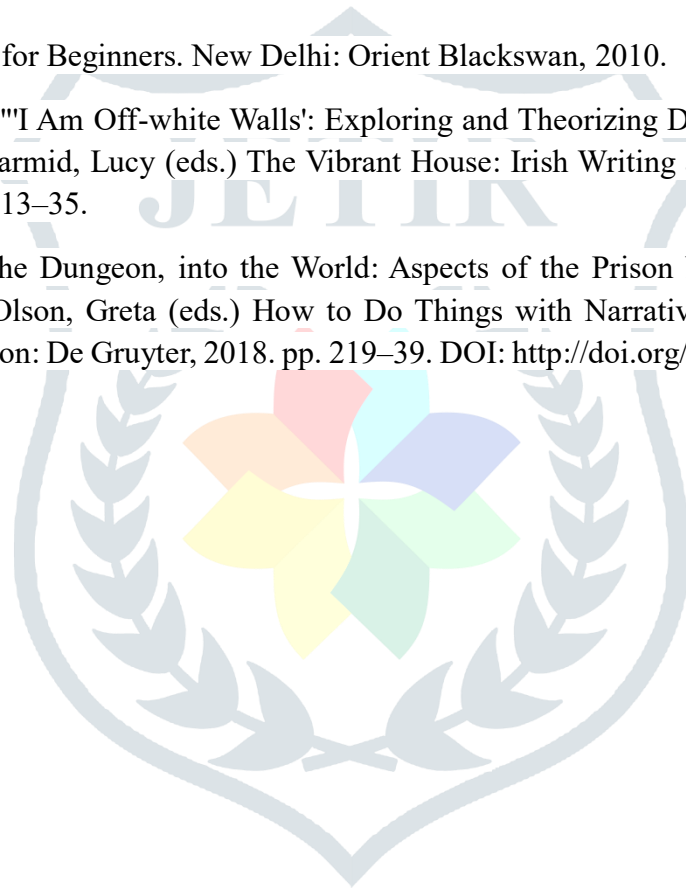 for Beginners. New Delhi: Orient Blackswan, 2010.
"'I Am Off-white Walls': Exploring and Theorizing D
armid, Lucy (eds.) The Vibrant House: Irish Writing
13–35.
JETIR
he Dungeon, into the World: Aspects of the Prison
Olson, Greta (eds.) How to Do Things with Narrativ
on: De Gruyter, 2018. pp. 219–39. DOI: http://doi.org/